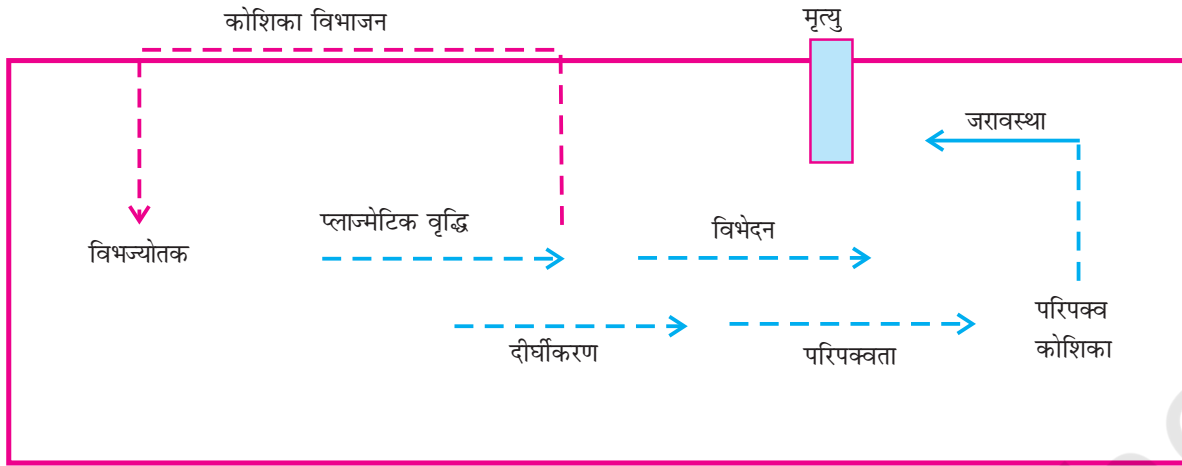 कोशिका विभाजन
मृत्यु
जरावस्था
प्लाज्मेटिक वृद्धि
विभेदन
विभज्योतक
परिपक्व
कोशिका
दीर्घीकरण
परिपक्वता